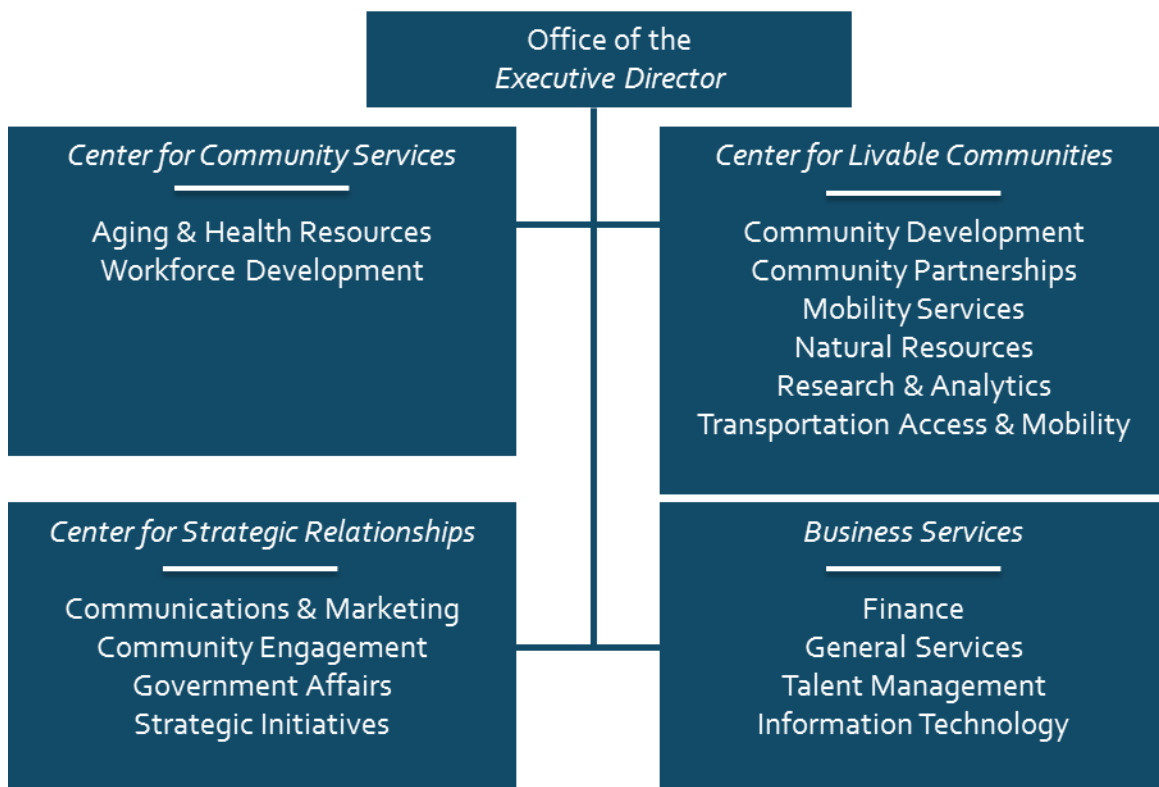 Office of the
Executive Director
Center for Community Services
Aging & Health Resources
Workforce Development
Center for Livable Communities
Community Development
Community Partnerships
Mobility Services
Natural Resources
Research & Analytics
Transportation Access & Mobility
Center for Strategic Relationships
Communications & Marketing
Community Engagement
Government Affairs
Strategic Initiatives
Business Services
Finance
General Services
Talent Management
Information Technology